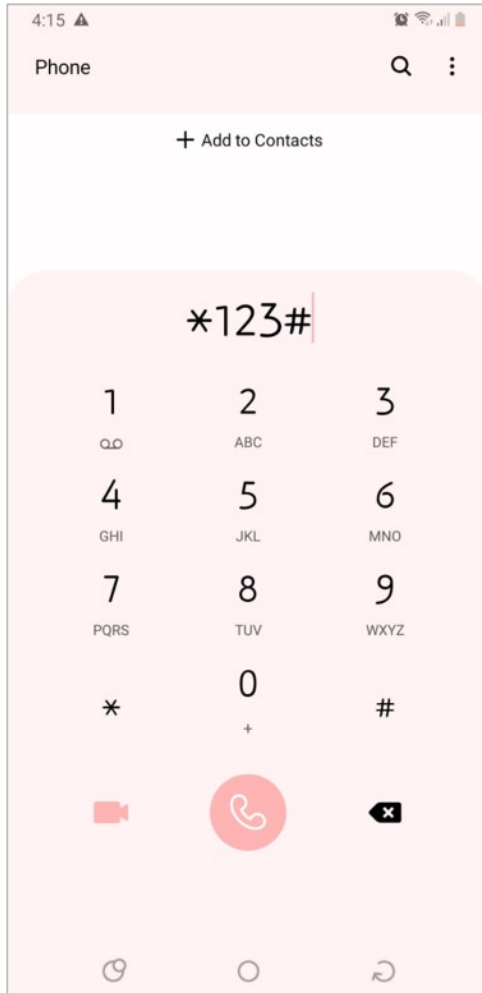 4:15
Phone
+ Add to Contacts
*123#
1 2 3
ABC DEF
4 5 6
GHI JKL MNO
7 8 9
PQRS TUV WXYZ
* 0 #
+